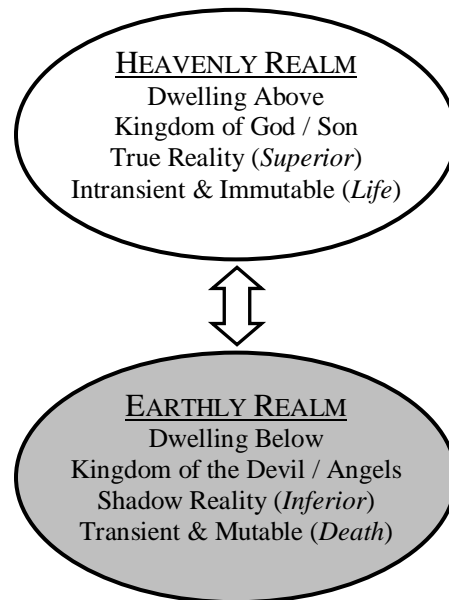 HEAVENLY REALM
Dwelling Above
Kingdom of God / Son
True Reality (Superior)
Intransient & Immutable (Life)
EARTHLY REALM
Dwelling Below
Kingdom of the Devil / Angels
Shadow Reality (Inferior)
Transient & Mutable (Death)